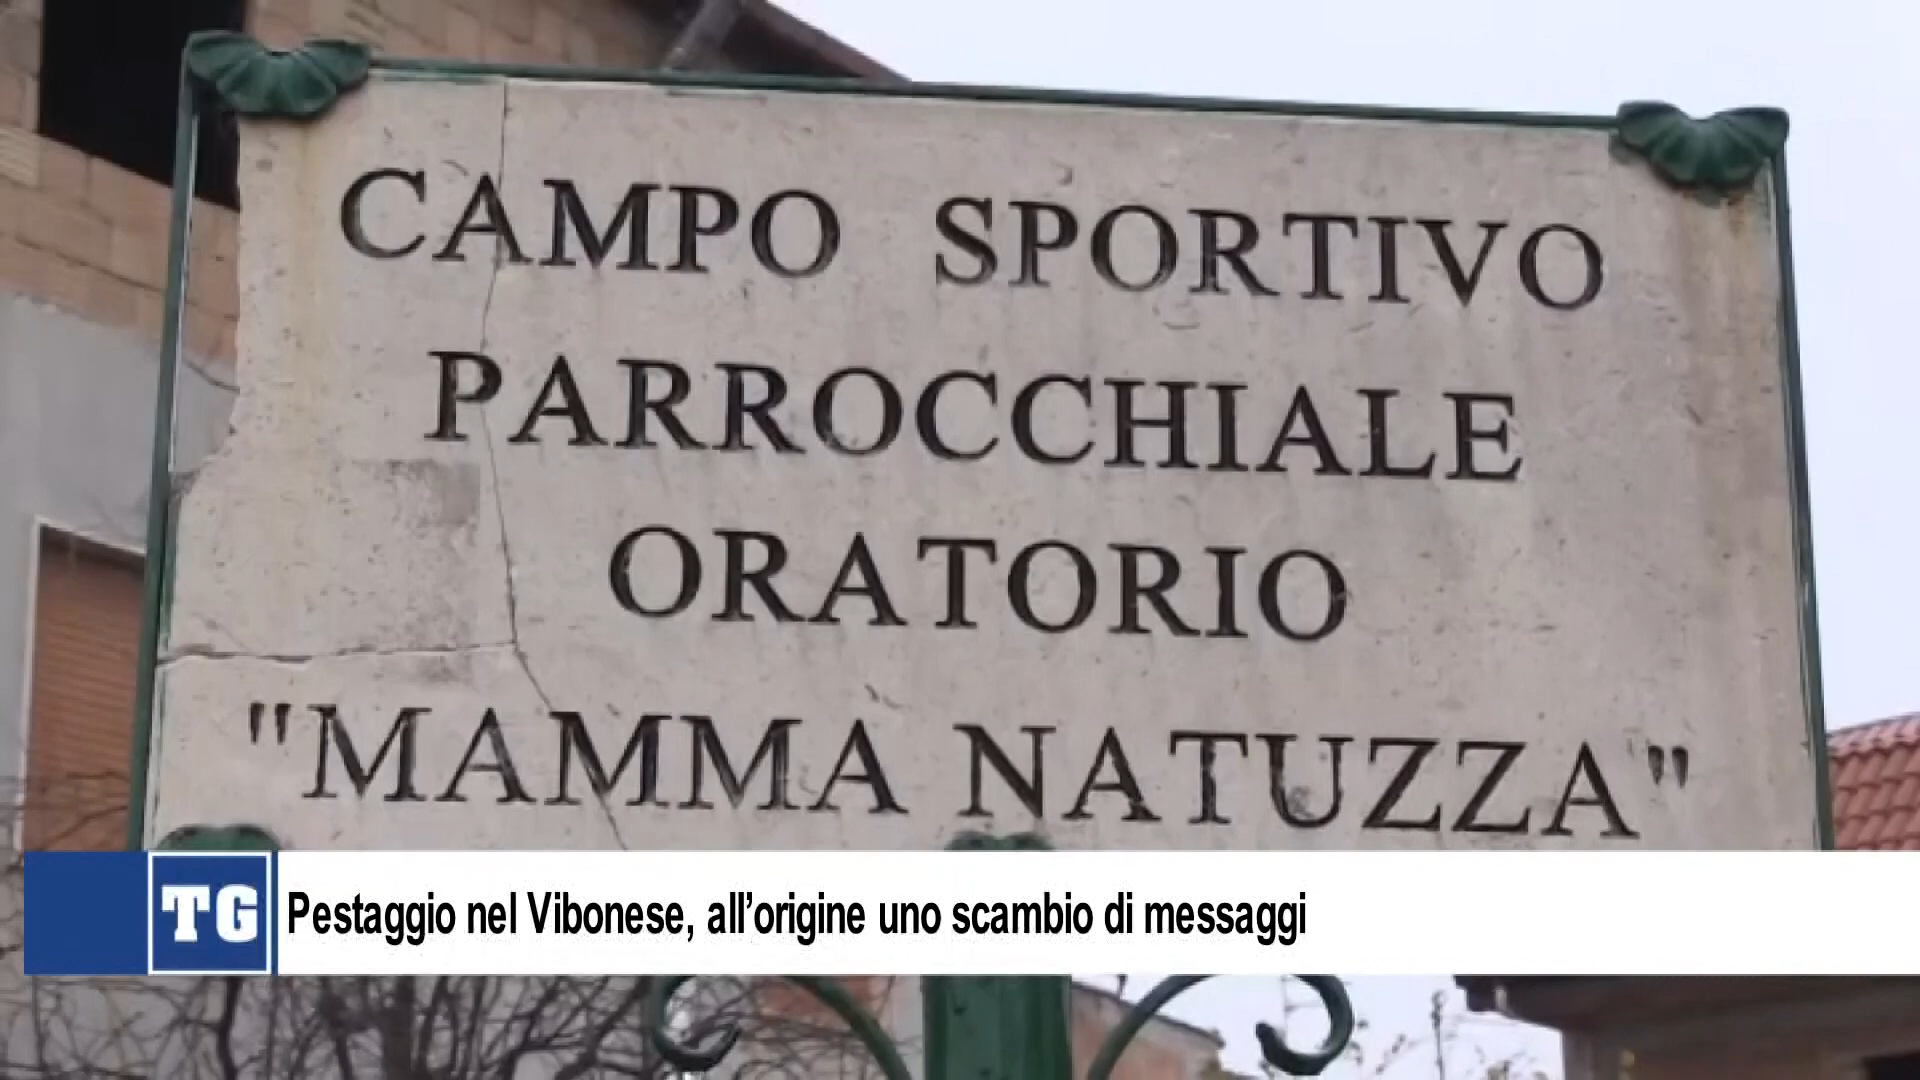 CAMPO SPORTIVO
PARROCCHIALE
ORATORIO
"MAMMA NATUZZA"
TG Pestaggio nel Vibonese, all’origine uno scambio di messaggi